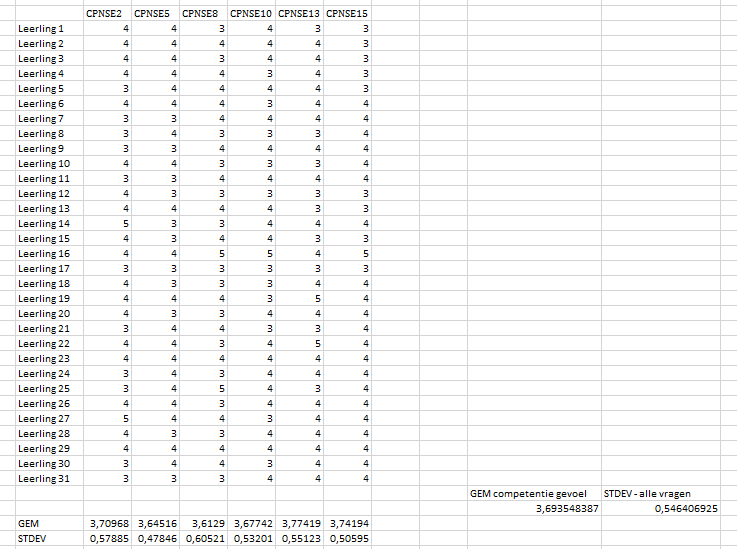 CPNSE2 CPNSE5 CPNSE8 CPNSE10 CPNSE13 CPNSE15
Leerling 1 4 4 3 4 3 3
Leerling 2 4 4 4 4 4 3
Leerling 3 4 4 3 4 4 3
Leerling 4 4 4 4 3 4 3
Leerling 5 3 4 4 4 4 3
Leerling 6 4 4 4 3 4 4
Leerling 7 3 3 4 4 4 4
Leerling 8 3 4 3 3 3 4
Leerling 9 3 3 4 4 4 4
Leerling 10 4 4 3 3 3 4
Leerling 11 3 3 4 4 4 4
Leerling 12 4 3 3 3 3 3
Leerling 13 4 4 4 4 3 3
Leerling 14 5 3 3 4 4 4
Leerling 15 4 3 4 4 3 3
Leerling 16 4 4 5 5 4 5
Leerling 17 3 3 3 3 3 3
Leerling 18 4 3 3 3 4 4
Leerling 19 4 4 4 3 5 4
Leerling 20 4 3 3 4 4 4
Leerling 21 3 4 4 3 3 4
Leerling 22 4 4 3 4 5 4
Leerling 23 4 4 4 4 4 4
Leerling 24 3 4 3 4 4 4
Leerling 25 3 4 5 4 3 4
Leerling 26 4 4 3 4 4 4
Leerling 27 5 4 4 3 4 4
Leerling 28 4 3 3 4 4 4
Leerling 29 4 4 4 4 4 4
Leerling 30 3 4 4 3 4 4
Leerling 31 3 3 3 4 4 4
GEM competentie gevoel STDEV - alle vragen
3,693548387 0,546406925
GEM 3,70968 3,64516 3,6129 3,67742 3,77419 3,74194
STDEV 0,57885 0,47846 0,60521 0,53201 0,55123 0,50595